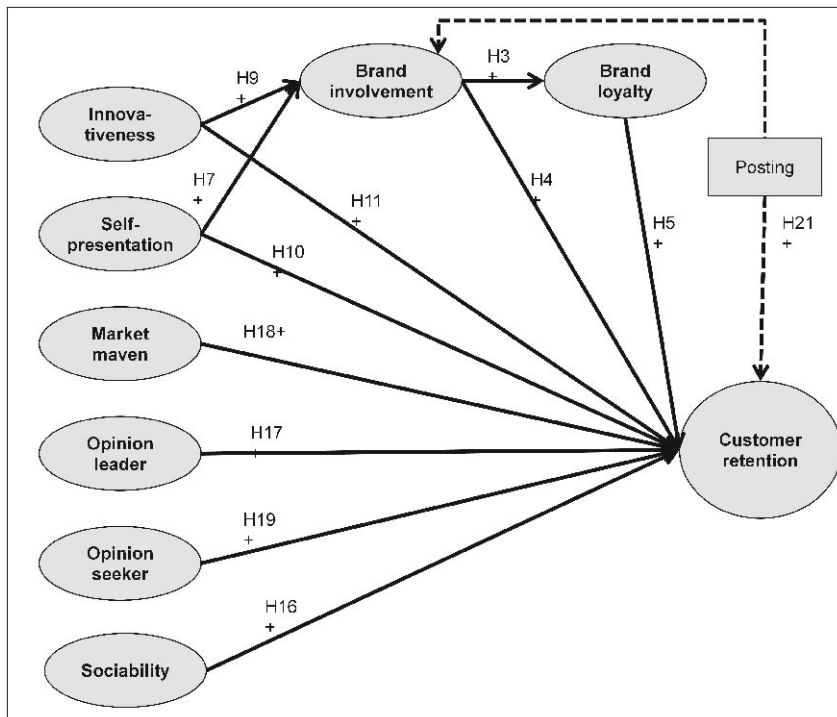 H9
+
Brand
involvement
H3
+
Brand
loyalty
Innova-
tiveness
Posting
H7
+
H11
+
H4
+
Self-
presentation
H5
+
H21
+
H10
+
Market
maven
H18+
Opinion
leader
H17
+
Customer
retention
Opinion
seeker
H19
+
H16
+
Sociability